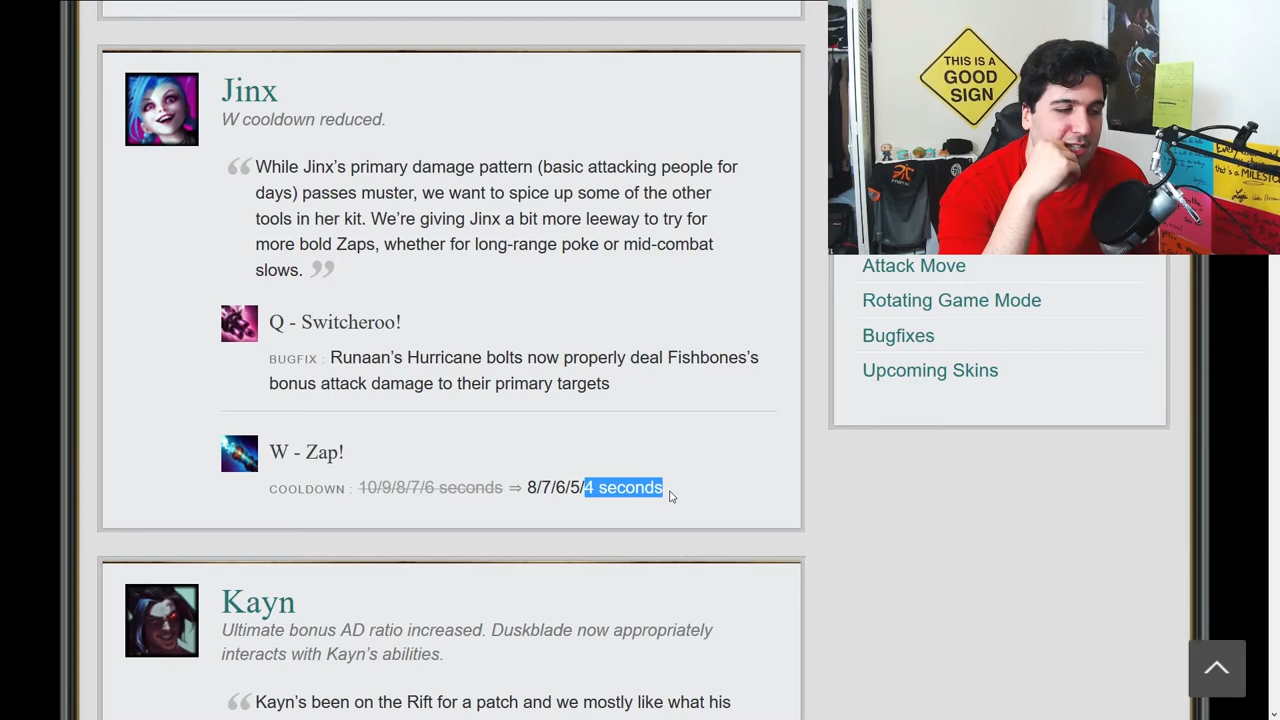 Jinx
W cooldown reduced.
“While Jinx’s primary damage pattern (basic attacking people for
days) passes muster, we want to spice up some of the other
tools in her kit. We’re giving Jinx a bit more leeway to try for
more bold Zaps, whether for long-range poke or mid-combat
slows.”
Q - Switcheroo!
BUGFIX : Runaan’s Hurricane bolts now properly deal Fishbones’s
bonus attack damage to their primary targets
W - Zap!
COOLDOWN : 10/9/8/7/6 seconds ⇒ 8/7/6/5/4 seconds
Kayn
Ultimate bonus AD ratio increased. Duskblade now appropriately
interacts with Kayn’s abilities.
“Kayn’s been on the Rift for a patch and we mostly like what his
THIS IS A
GOOD
SIGN
FNATIC
MILESTO
Attack Move
Rotating Game Mode
Bugfixes
Upcoming Skins